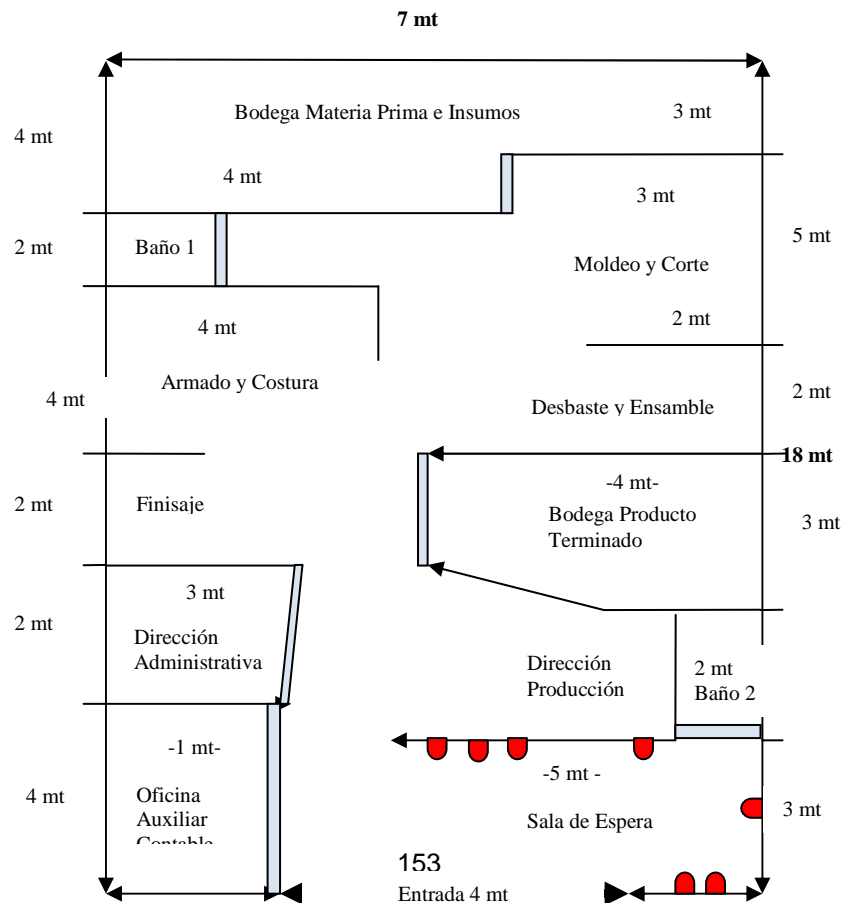 7 mt
Bodega Materia Prima e Insumos
3 mt
4 mt
4 mt
3 mt
2 mt
Baño 1
5 mt
Moldeo y Corte
4 mt
2 mt
Armado y Costura
4 mt
Desbaste y Ensamble
2 mt
18 mt
-4 mt-
2 mt
Finisaje
Bodega Producto
Terminado
3 mt
3 mt
2 mt
Dirección
Administrativa
Dirección
Producción
2 mt
Baño 2
-1 mt-
-5 mt -
4 mt
Oficina
Auxiliar
Contable
Sala de Espera
3 mt
153
Entrada 4 mt